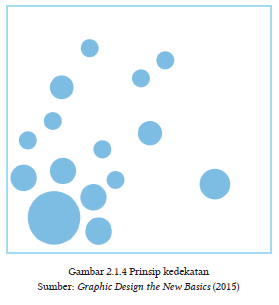 Gambar 2.1.4 Prinsip kedekatan
Sumber: Graphic Design the New Basics (2015)